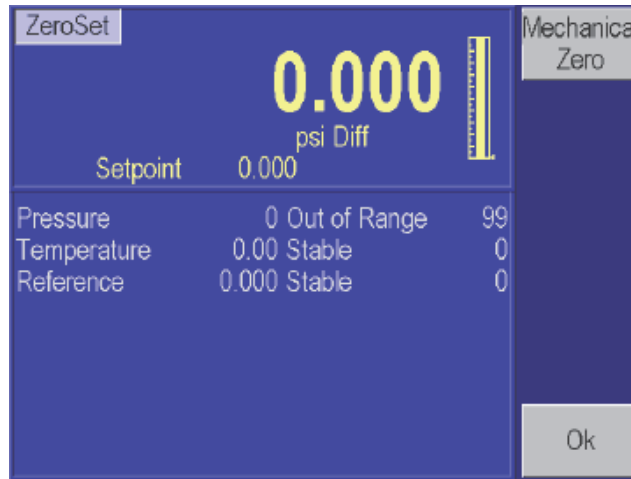 ZeroSet
0.000
psi Diff
Setpoint 0.000
Mechanica
Zero
Pressure 0 Out of Range 99
Temperature 0.00 Stable 0
Reference 0.000 Stable 0
Ok